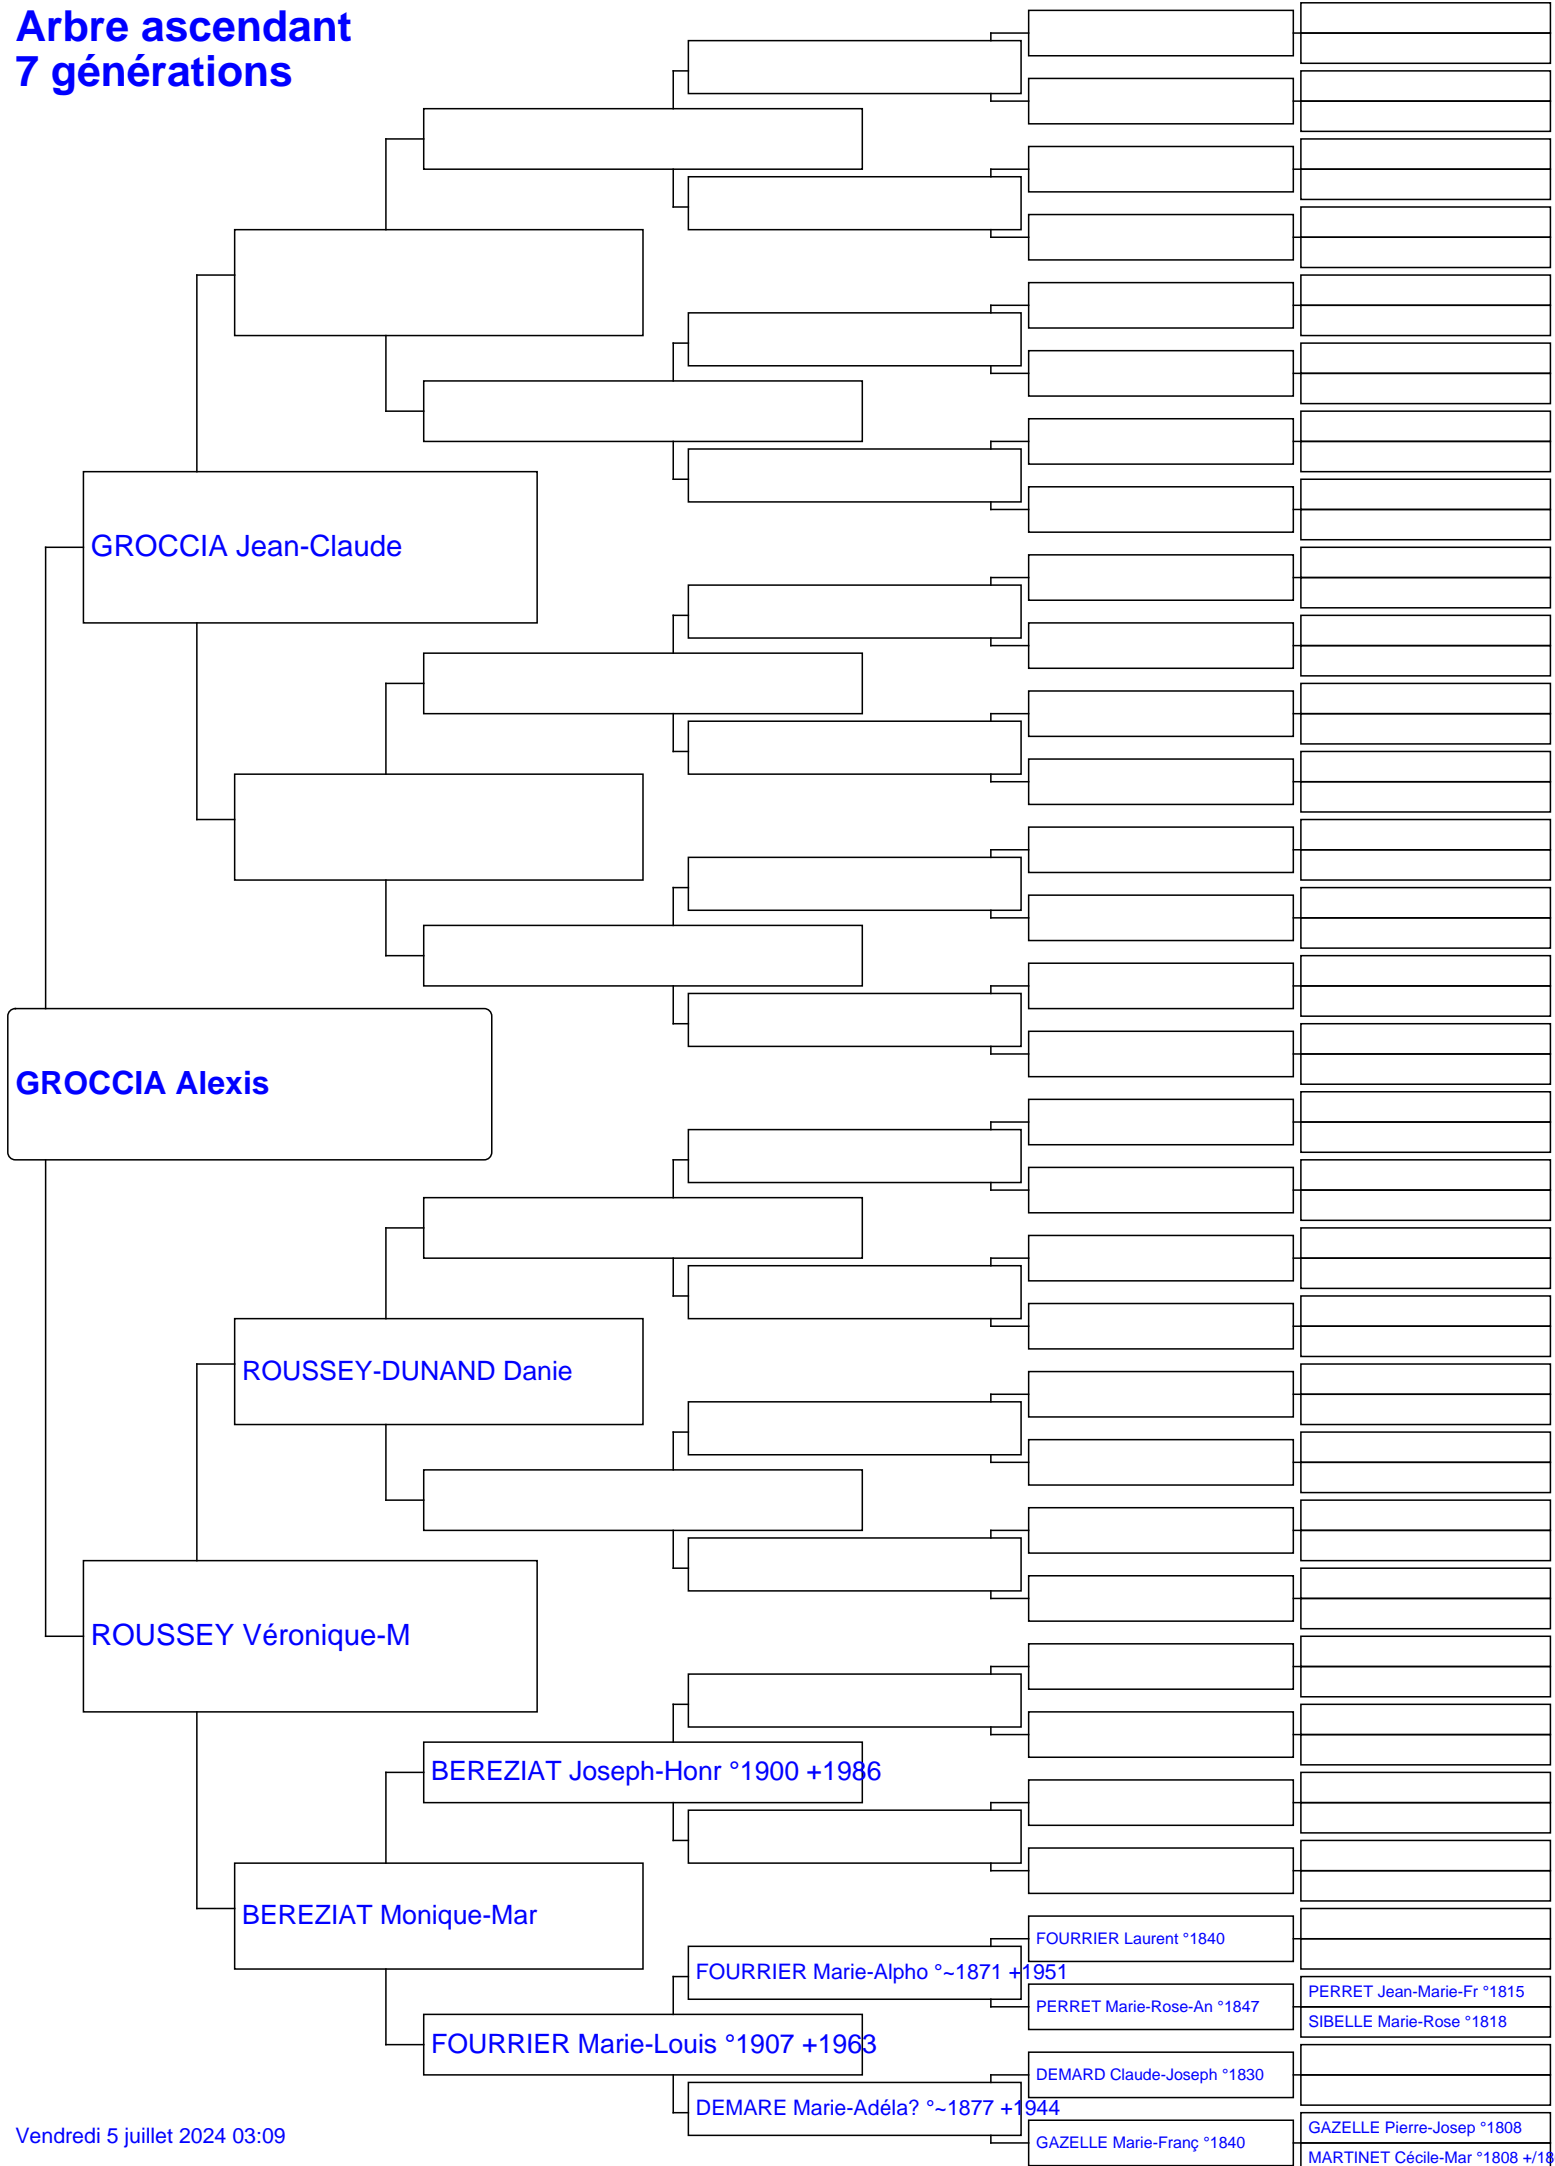 Arbre ascendant
7 générations
GROCCIA Jean-Claude
GROCCIA Alexis
ROUSSEY-DUNAND Danie
ROUSSEY Véronique-M
BEREZIAT Joseph-Honr °1900 +1986
BEREZIAT Monique-Mar
FOURRIER Laurent °1840
FOURRIER Marie-Alpho °~1871 +1951
PERRET Jean-Marie-Fr °1815
PERRET Marie-Rose-An °1847
SIBELLE Marie-Rose °1818
FOURRIER Marie-Louis °1907 +1963
DEMARD Claude-Joseph °1830
DEMARE Marie-Adéla? °~1877 +1944
GAZELLE Pierre-Josep °1808
GAZELLE Marie-Franç °1840
MARTINET Cécile-Mar °1808 +/18
Vendredi 5 juillet 2024 03:09